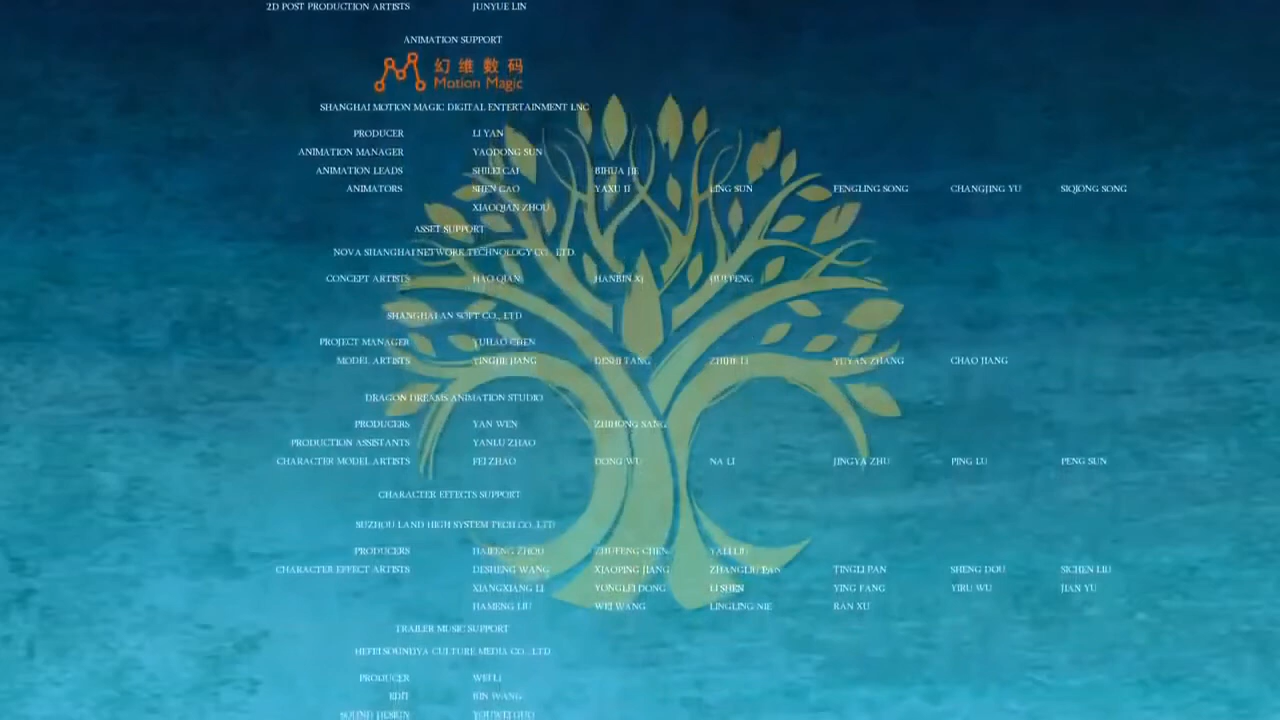 2D POST PRODUCTION ARTISTS JUNYUE LIN
ANIMATION SUPPORT
幻维数码
Motion Magic
SHANGHAI MOTION MAGIC DIGITAL ENTERTAINMENT LNC
PRODUCER LI YAN
ANIMATION MANAGER YAODONG SUN
ANIMATION LEADS SHILEI CAI BIHUA JIE
ANIMATORS SHEN CAO YAXU LI LING SUN FENGLING SONG CHANGJING YU SIQIONG SONG
XIAOQIAN ZHOU
ASSET SUPPORT
NOVA SHANGHAI NETWORK TECHNOLOGY CO., LTD.
CONCEPT ARTISTS HAO QIAN HANBIN XI HUI PENG
SHANGHAI AN SOFT CO., LTD
PROJECT MANAGER YUHAO CHEN
MODEL ARTISTS YINGJIE JIANG DESHI TANG ZHIHE LI YUYAN ZHANG CHAO JIANG
DRAGON DREAMS ANIMATION STUDIO
PRODUCERS YAN WEN ZHIHONG SANG
PRODUCTION ASSISTANTS YANLU ZHAO
CHARACTER MODEL ARTISTS FEI ZHAO DONG WU NA LI JINGYA ZHU PING LU PENG SUN
CHARACTER EFFECTS SUPPORT
SUZHOU LAND HIGH SYSTEM TECH CO.,LTD
PRODUCERS HAIFENG ZHOU ZHUFENG CHEN YALI LIU
CHARACTER EFFECT ARTISTS DESHENG WANG XIAOPING JIANG ZHANGLIU PAN TINGLI PAN SHENG DOU SICHEN LIU
XIANGXIANG LI YONGLEI DONG LI SHEN YING FANG YIRU WU JIAN YU
HAMENG LIU WEI WANG LINGLING NIE RAN XU
TRAILER MUSIC SUPPORT
HEFEI SOUNDYA CULTURE MEDIA CO., LTD
PRODUCER WEI LI
EDIT BIN WANG
SOUND DESIGN YOUWEI GUO